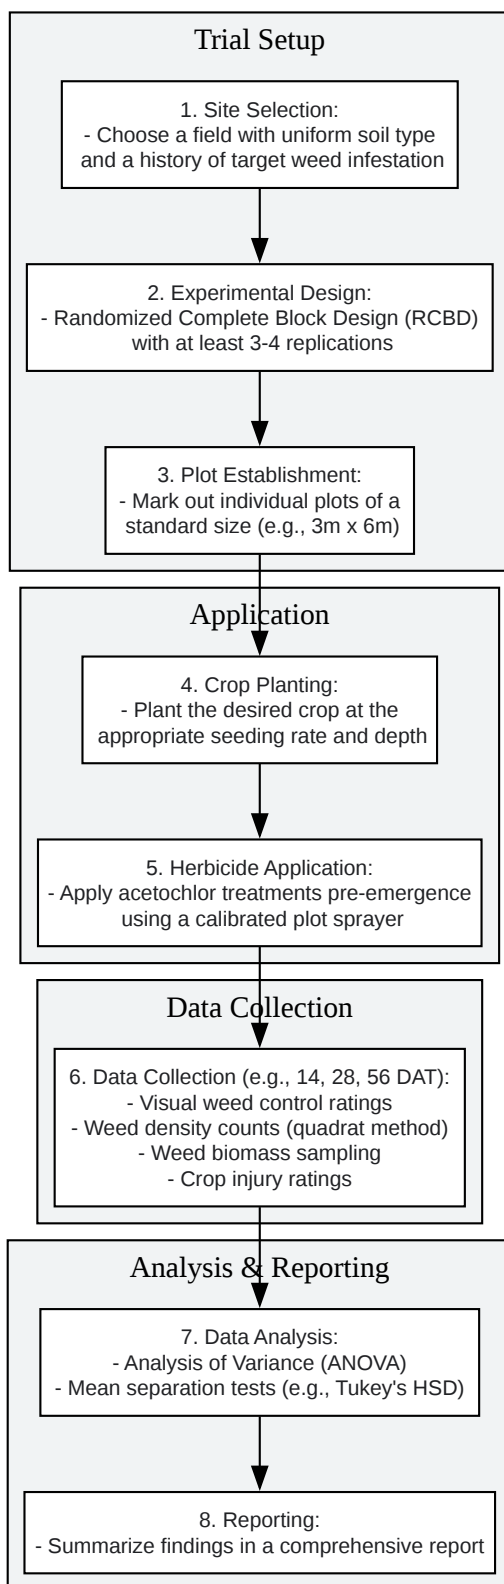 Trial Setup
1. Site Selection:
- Choose a field with uniform soil type
and a history of target weed infestation
2. Experimental Design:
- Randomized Complete Block Design (RCBD)
with at least 3-4 replications
3. Plot Establishment:
- Mark out individual plots of a
standard size (e.g., 3m x 6m)
Application
4. Crop Planting:
- Plant the desired crop at the
appropriate seeding rate and depth
5. Herbicide Application:
- Apply acetochlor treatments pre-emergence
using a calibrated plot sprayer
Data Collection
6. Data Collection (e.g., 14, 28, 56 DAT):
- Visual weed control ratings
- Weed density counts (quadrat method)
- Weed biomass sampling
- Crop injury ratings
Analysis & Reporting
7. Data Analysis:
- Analysis of Variance (ANOVA)
- Mean separation tests (e.g., Tukey's HSD)
8. Reporting:
- Summarize findings in a comprehensive report